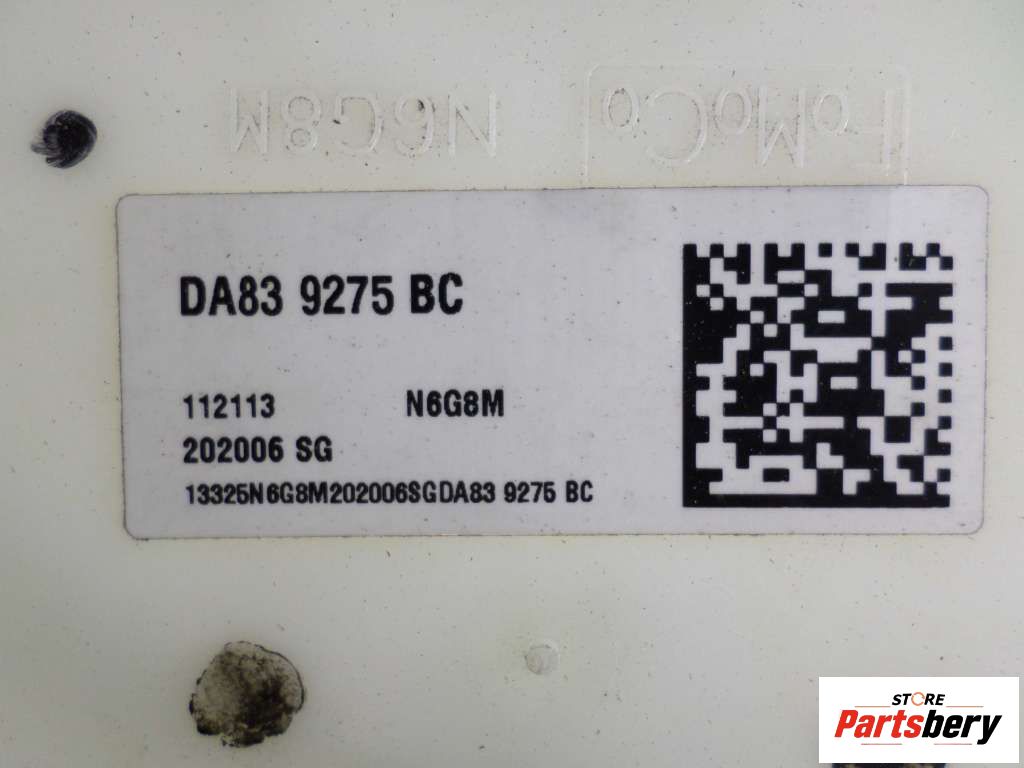 N6G8M FoMoCo
DA83 9275 BC
112113 N6G8M
202006 SG
13325N6G8M202006SGDA83 9275 BC
STORE
Partsbery